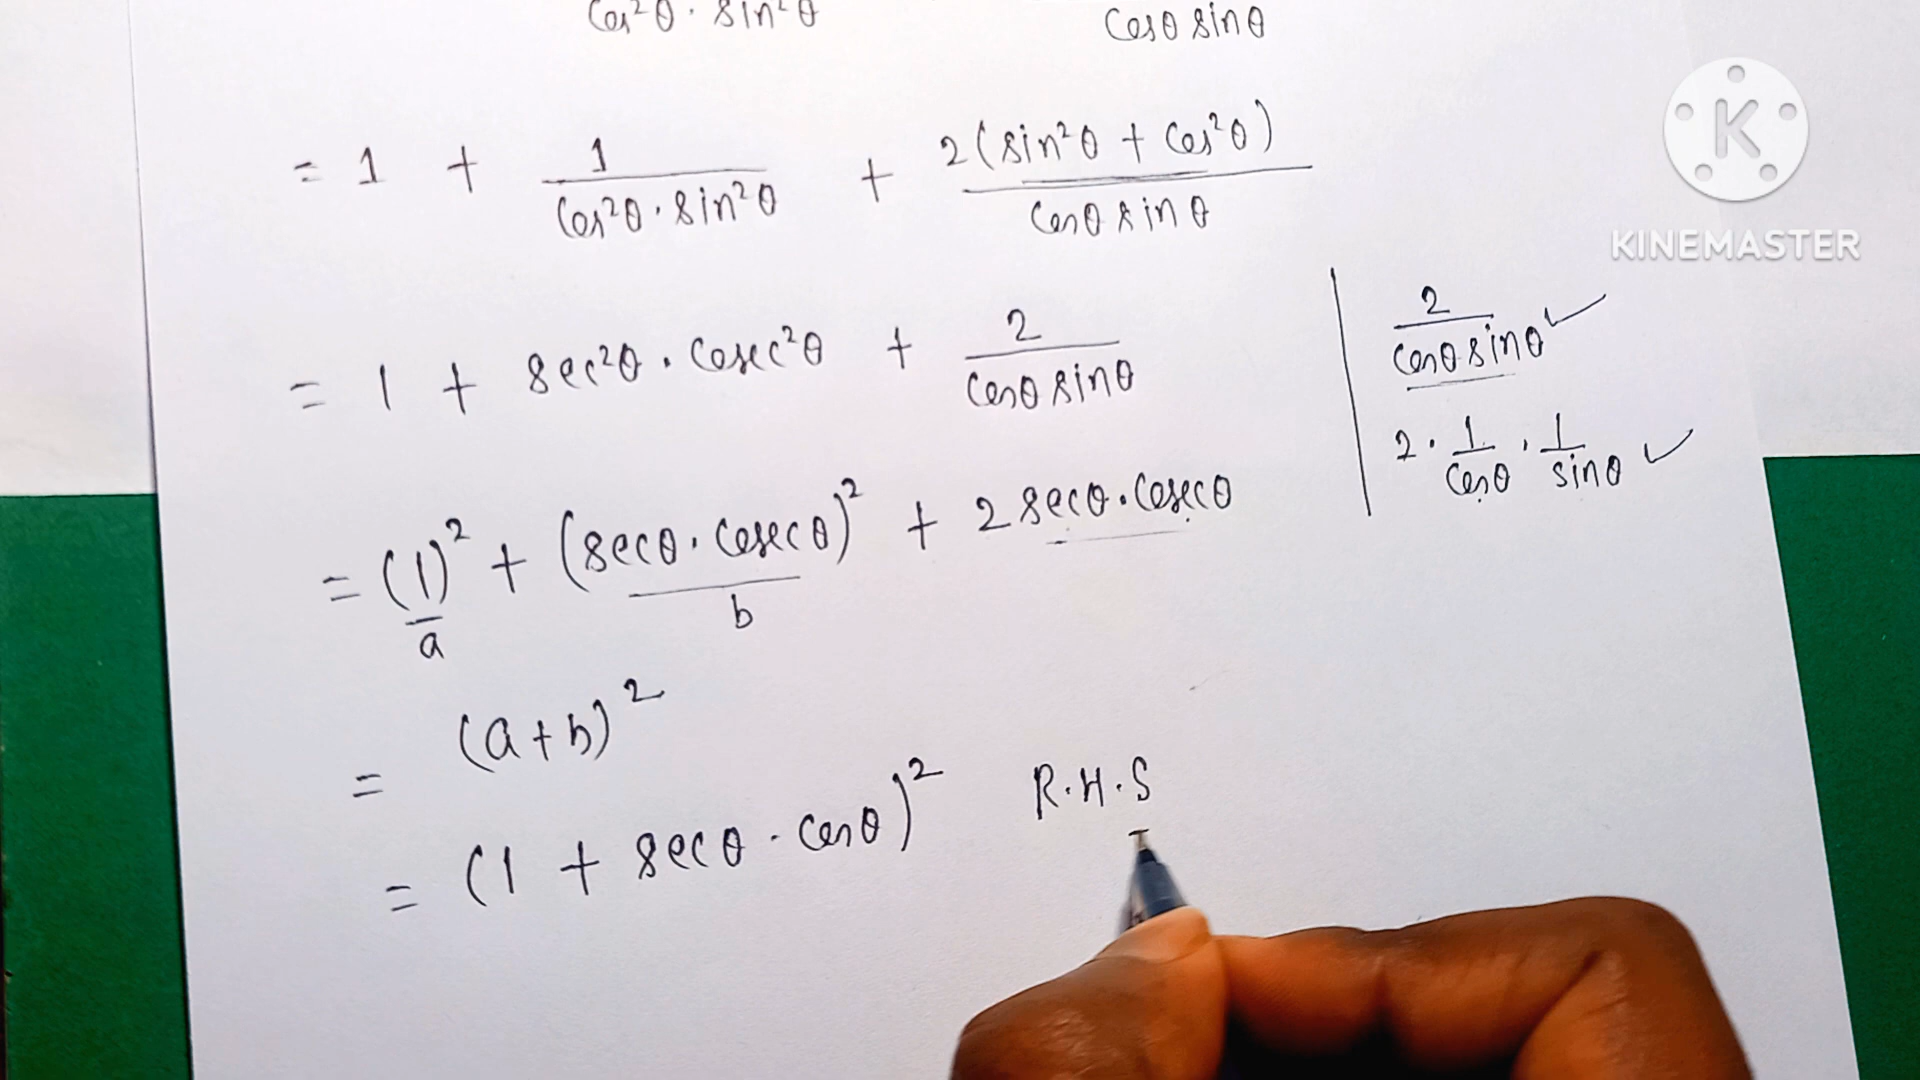 cos²θ · sin²θ    cosθ sinθ
= 1 + 1/(cos²θ · sin²θ) + 2(sin²θ + cos²θ)/(cosθ sinθ)
= 1 + sec²θ · cosec²θ + 2/(cosθ sinθ)
= (1)² + (secθ · cosecθ)² + 2 secθ · cosecθ
a    b
= (a+b)²
= (1 + secθ · cosθ)²    R.H.S
2/(cosθ sinθ) ✓
2 · 1/cosθ · 1/sinθ ✓
K
KINEMASTER